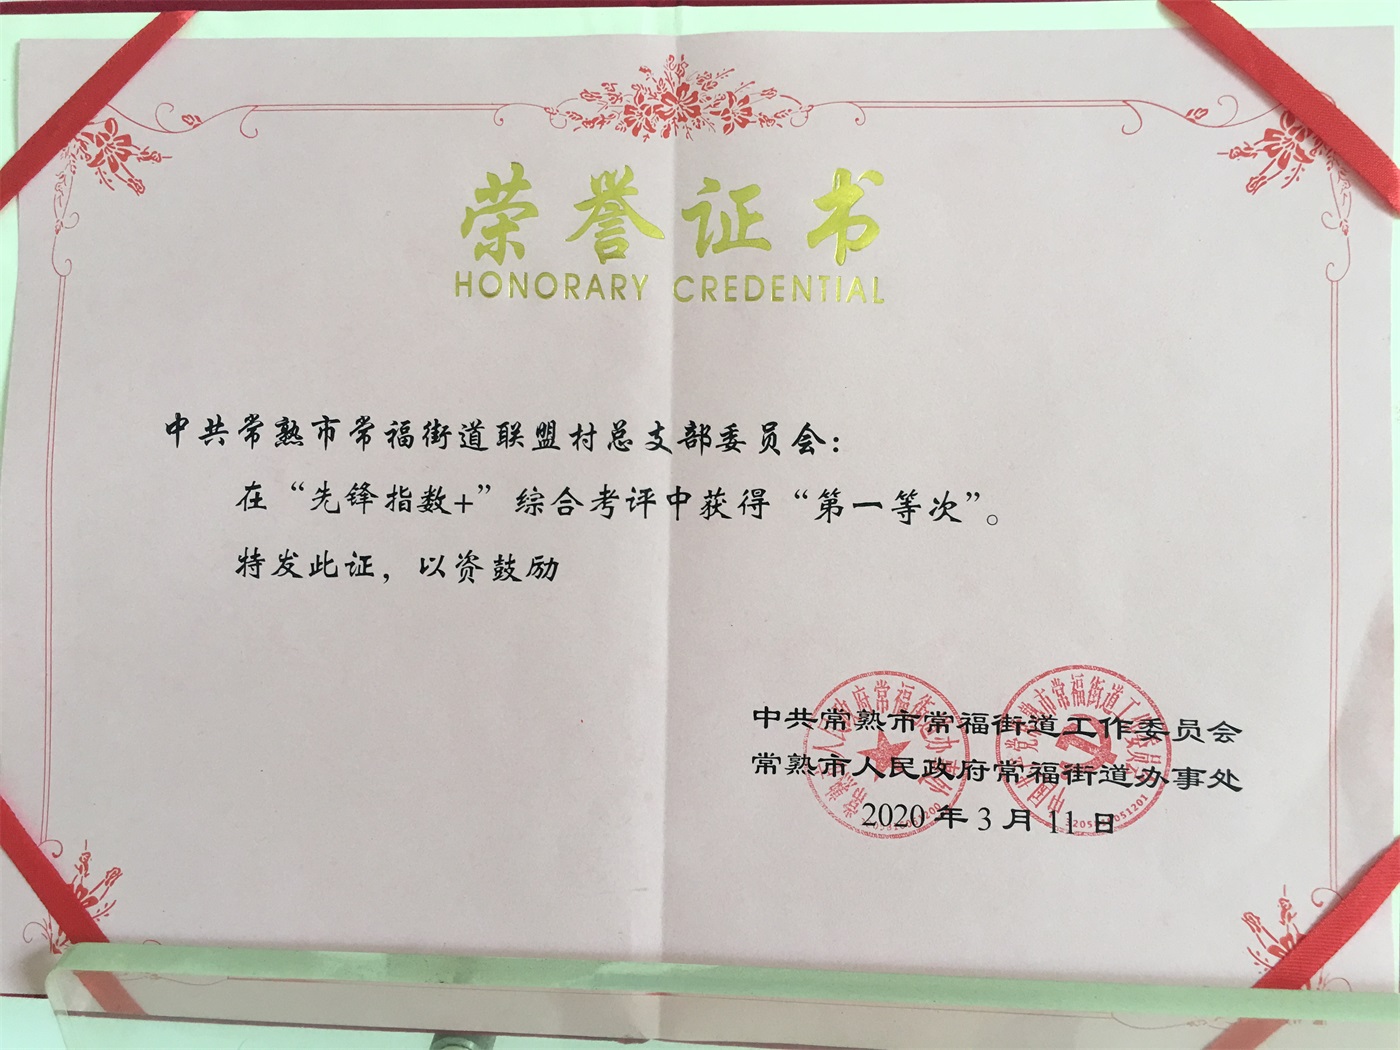 荣誉证书
HONORARY CREDENTIAL
中共常熟市常福街道联盟村总支部委员会：
在“先锋指数+”综合考评中获得“第一等次”。
特发此证，以资鼓励
中共常熟市常福街道工作委员会
常熟市人民政府常福街道办事处
2020年3月11日